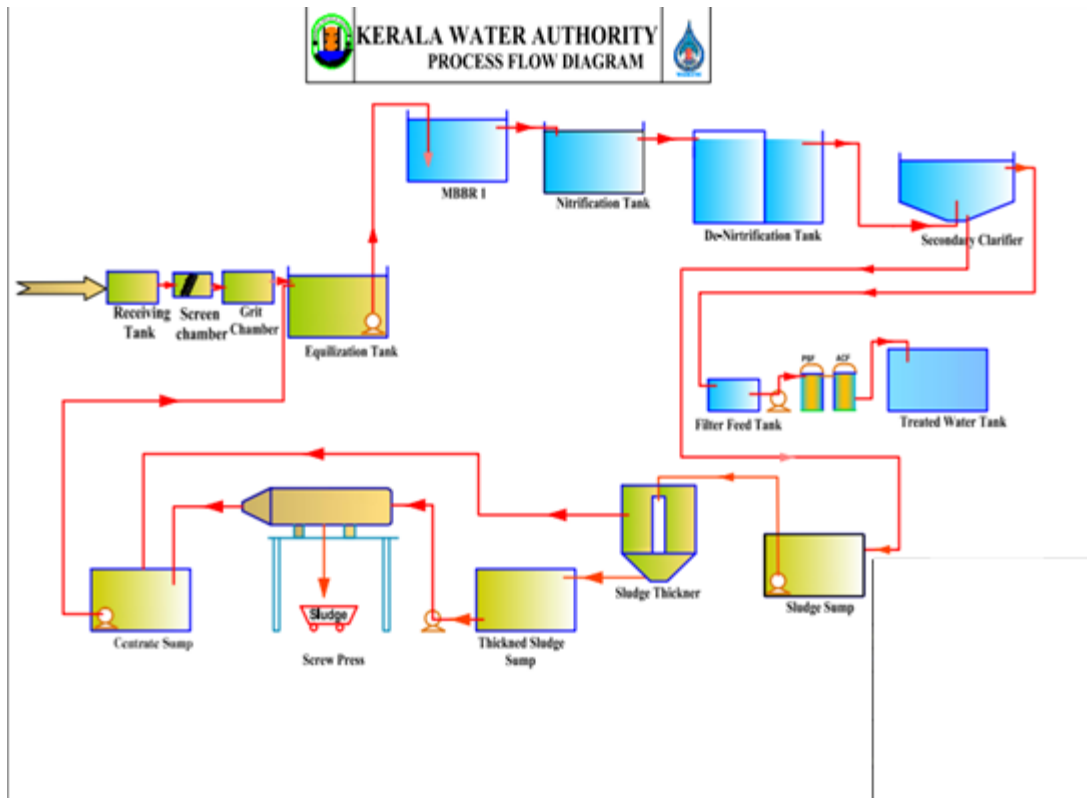 KERALA WATER AUTHORITY
PROCESS FLOW DIAGRAM
MBBR 1
Nitrification Tank
De-Nirtrification Tank
Secondary Clarifier
Receiving
Tank
Screen
chamber
Grit
Chamber
Equilization Tank
PSF
ACF
Filter Feed Tank
Treated Water Tank
Sludge Thickner
Sludge Sump
Sludge
Centrate Sump
Screw Press
Thickned Sludge
Sump